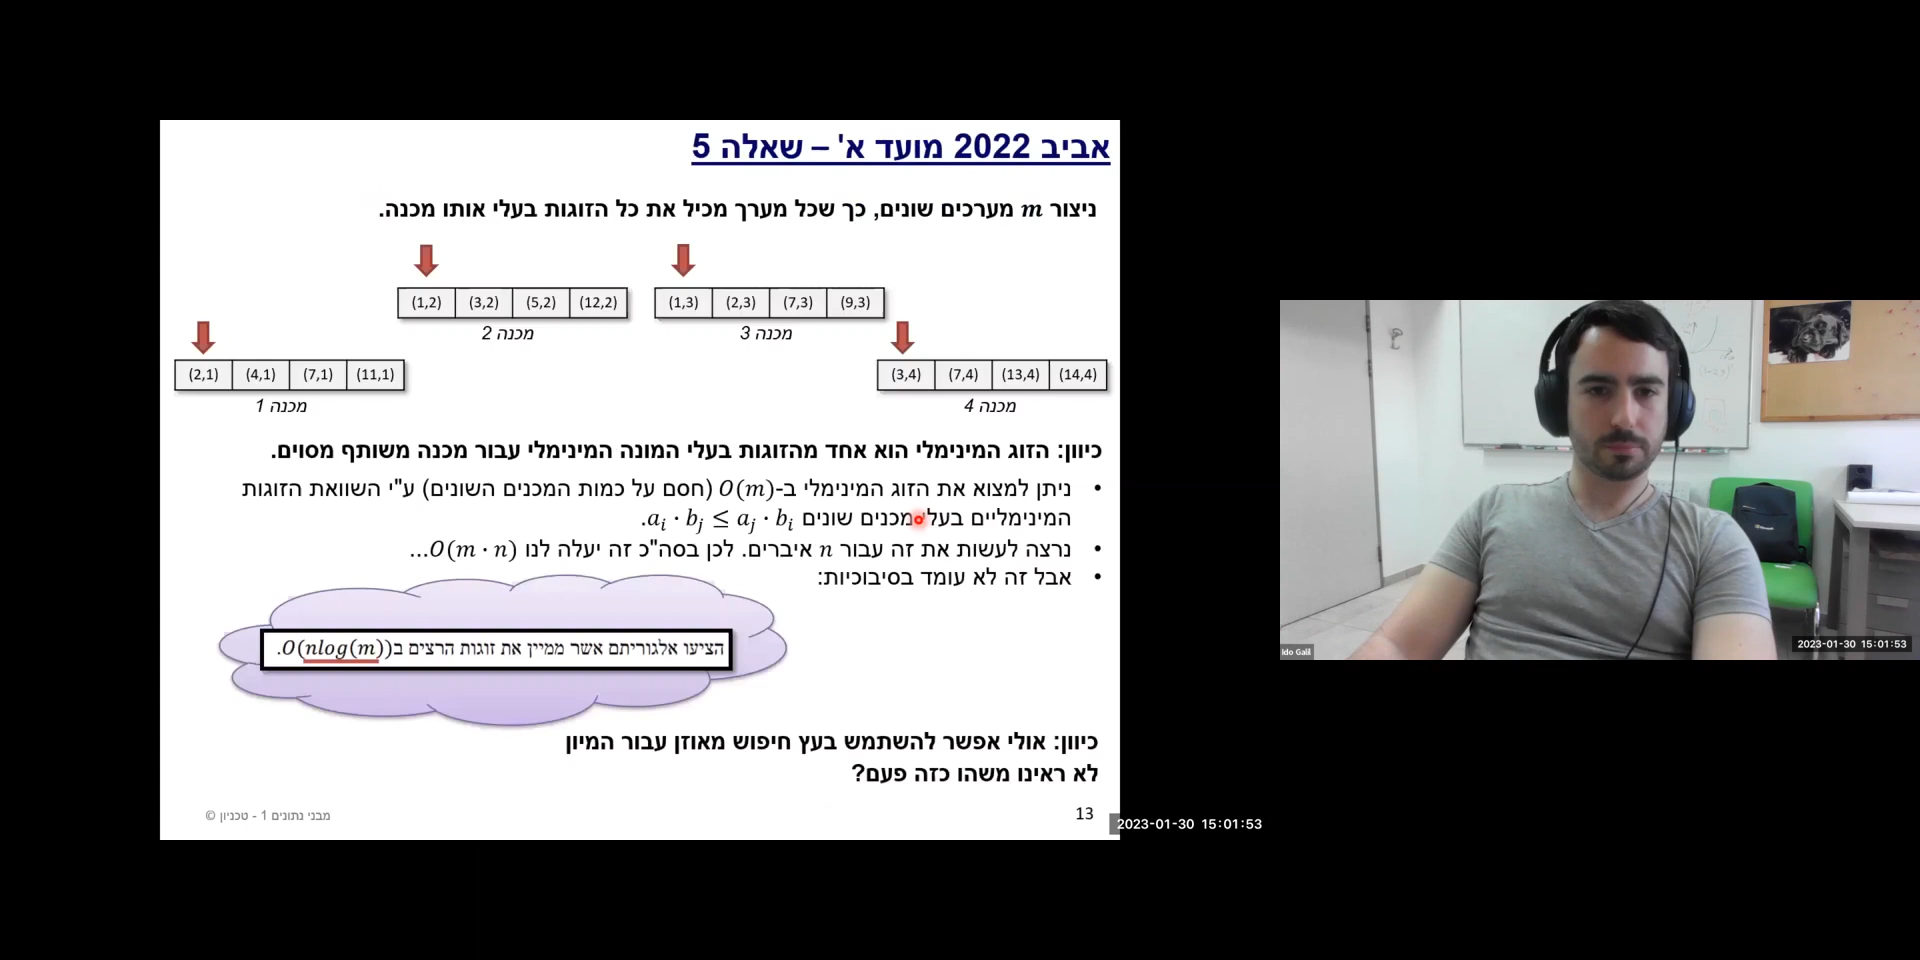 אביב 2022 מועד א' – שאלה 5
ניצור m מערכים שונים, כך שכל מערך מכיל את כל הזוגות בעלי אותו מכנה.
(1,2) (3,2) (5,2) (12,2)
מכנה 2
(1,3) (2,3) (7,3) (9,3)
מכנה 3
(2,1) (4,1) (7,1) (11,1)
מכנה 1
(3,4) (7,4) (13,4) (14,4)
מכנה 4
כיוון: הזוג המינימלי הוא אחד מהזוגות בעלי המונה המינימלי עבור מכנה משותף מסוים.
• ניתן למצוא את הזוג המינימלי ב-O(m) (חסם על כמות המכנים השונים) ע"י השוואת הזוגות
המינימליים בעלי מכנים שונים a_i · b_j ≤ a_j · b_i.
• נרצה לעשות את זה עבור n איברים. לכן בסה"כ זה יעלה לנו O(m · n)...
• אבל זה לא עומד בסיבוכיות:
הציעו אלגוריתם אשר ממיין את זוגות הרצים ב(O(nlog(m)).
כיוון: אולי אפשר להשתמש בעץ חיפוש מאוזן עבור המיון
לא ראינו משהו כזה פעם?
מבני נתונים 1 - טכניון ©
13
2023-01-30 15:01:53
Ido Galil
2023-01-30 15:01:53